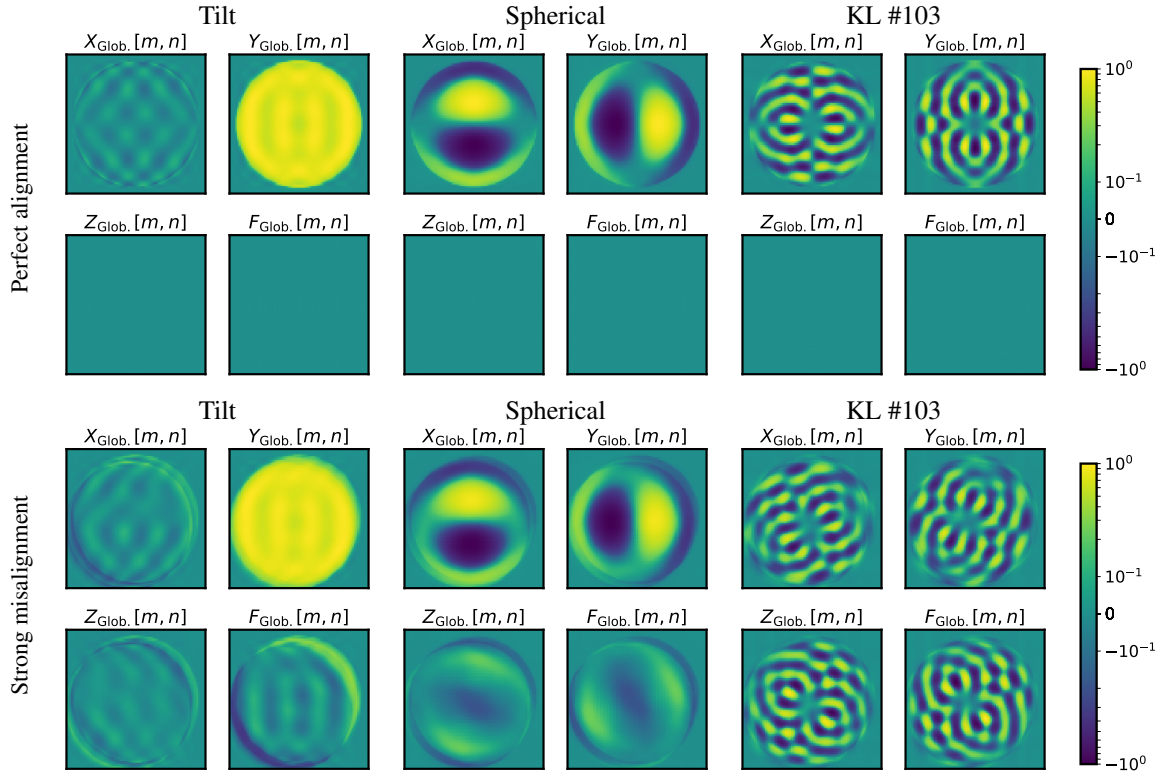 Tilt Spherical KL #103
X_Glob. [m, n] Y_Glob. [m, n] X_Glob. [m, n] Y_Glob. [m, n] X_Glob. [m, n] Y_Glob. [m, n]
Perfect alignment
10^0
10^-1
0
−10^-1
−10^0
Z_Glob. [m, n] F_Glob. [m, n] Z_Glob. [m, n] F_Glob. [m, n] Z_Glob. [m, n] F_Glob. [m, n]
Tilt Spherical KL #103
X_Glob. [m, n] Y_Glob. [m, n] X_Glob. [m, n] Y_Glob. [m, n] X_Glob. [m, n] Y_Glob. [m, n]
Strong misalignment
10^0
10^-1
0
−10^-1
−10^0
Z_Glob. [m, n] F_Glob. [m, n] Z_Glob. [m, n] F_Glob. [m, n] Z_Glob. [m, n] F_Glob. [m, n]